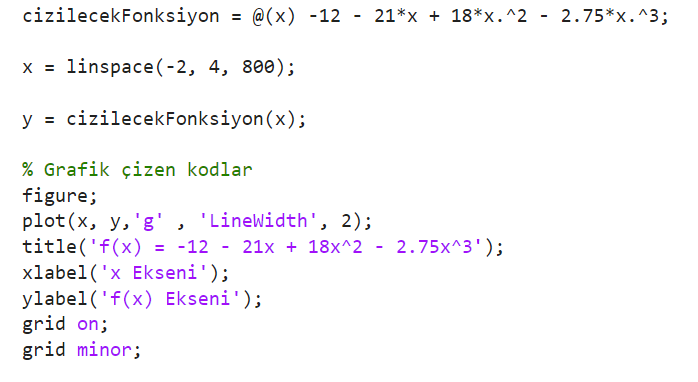 cizilecekFonksiyon = @(x) -12 - 21*x + 18*x.^2 - 2.75*x.^3;
x = linspace(-2, 4, 800);
y = cizilecekFonksiyon(x);
% Grafik çizen kodlar
figure;
plot(x, y,'g' , 'LineWidth', 2);
title('f(x) = -12 - 21x + 18x^2 - 2.75x^3');
xlabel('x Ekseni');
ylabel('f(x) Ekseni');
grid on;
grid minor;